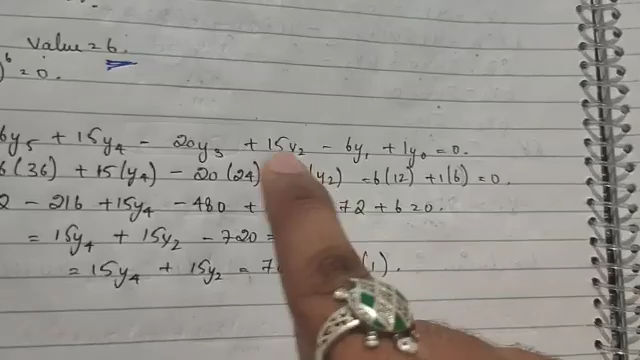 Value = 6.
)⁶ = 0.
6y₅ + 15y₄ - 20y₃ + 15y₂ - 6y₁ + 1y₀ = 0.
6(36) + 15(y₄) - 20(24) (y₂) - 6(12) + 1(6) = 0.
2 - 216 + 15y₄ - 480 + 72 + 6 = 0.
= 15y₄ + 15y₂ - 720 =
= 15y₄ + 15y₂ = 7 (1).